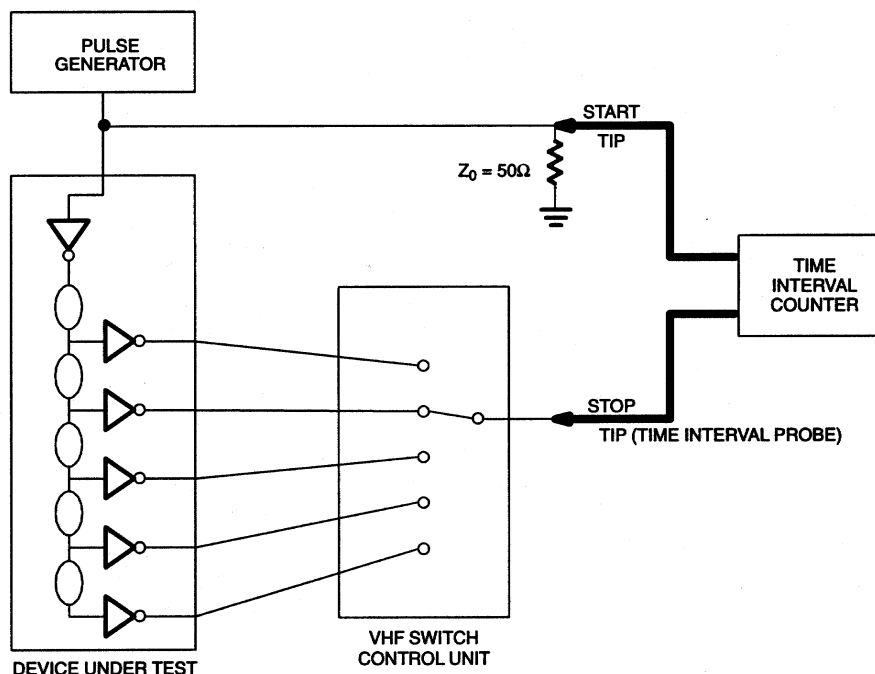 PULSE
GENERATOR
START
TIP
Z0 = 50Ω
TIME
INTERVAL
COUNTER
STOP
TIP (TIME INTERVAL PROBE)
VHF SWITCH
CONTROL UNIT
DEVICE UNDER TEST